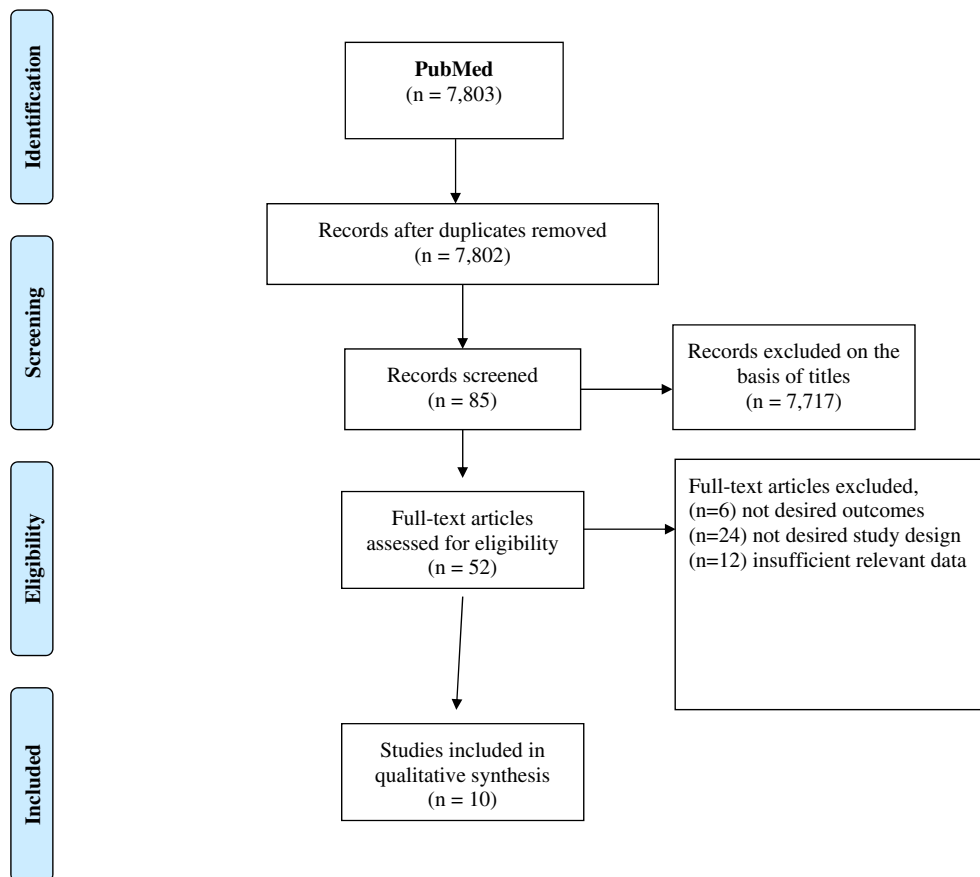 Identification
PubMed
(n = 7,803)
Records after duplicates removed
(n = 7,802)
Screening
Records screened
(n = 85)
Records excluded on the
basis of titles
(n = 7,717)
Eligibility
Full-text articles
assessed for eligibility
(n = 52)
Full-text articles excluded,
(n=6) not desired outcomes
(n=24) not desired study design
(n=12) insufficient relevant data
Included
Studies included in
qualitative synthesis
(n = 10)